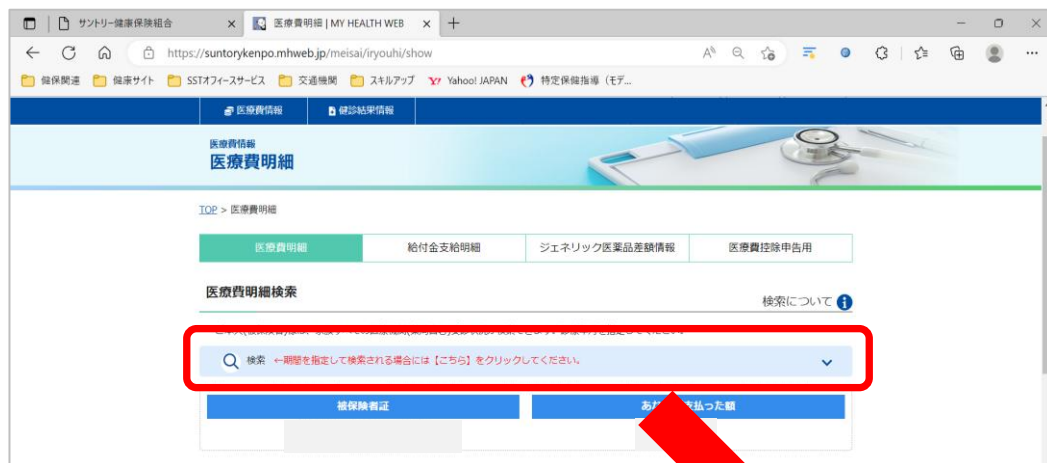 サントリー健康保険組合
医療費明細 | MY HEALTH WEB
https://suntorykenpo.mhweb.jp/meisai/iryouhi/show
健保関連 健康サイト SSTオフィースサービス 交通機関 スキルアップ Yahoo! JAPAN 特定保健指導（モデ...
医療費情報 健診結果情報
医療費情報
医療費明細
TOP > 医療費明細
医療費明細 給付金支給明細 ジェネリック医薬品差額情報 医療費控除申告用
医療費明細検索
検索について
検索 ←期間を指定して検索される場合には【こちら】をクリックしてください。
被保険者証 あ 払った額